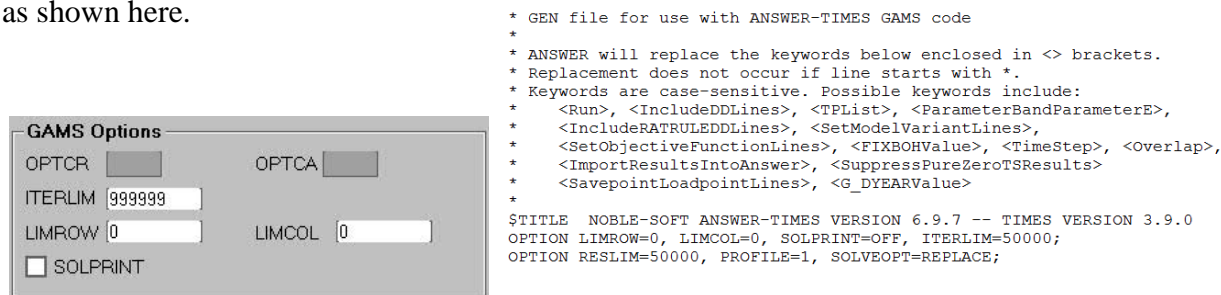 as shown here.
GAMS Options
OPTCR OPTCA
ITERLIM 999999
LIMROW 0 LIMCOL 0
SOLPRINT
* GEN file for use with ANSWER-TIMES GAMS code
*
* ANSWER will replace the keywords below enclosed in <> brackets.
* Replacement does not occur if line starts with *.
* Keywords are case-sensitive. Possible keywords include:
*    <Run>, <IncludeDDLines>, <TPList>, <ParameterBandParameterE>,
*    <IncludeRATRULEDDLines>, <SetModelVariantLines>,
*    <SetObjectiveFunctionLines>, <FIXBOHValue>, <TimeStep>, <Overlap>,
*    <ImportResultsIntoAnswer>, <SuppressPureZeroTSResults>
*    <SavepointLoadpointLines>, <G_DYEARValue>
*
$TITLE  NOBLE-SOFT ANSWER-TIMES VERSION 6.9.7 -- TIMES VERSION 3.9.0
OPTION LIMROW=0, LIMCOL=0, SOLPRINT=OFF, ITERLIM=50000;
OPTION RESLIM=50000, PROFILE=1, SOLVEOPT=REPLACE;